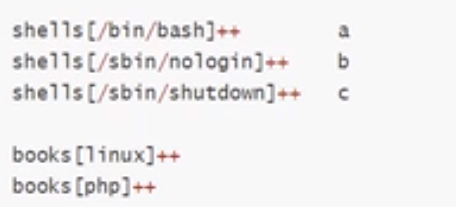 shells[/bin/bash]++ a
shells[/sbin/nologin]++ b
shells[/sbin/shutdown]++ c
books[linux]++
books[php]++